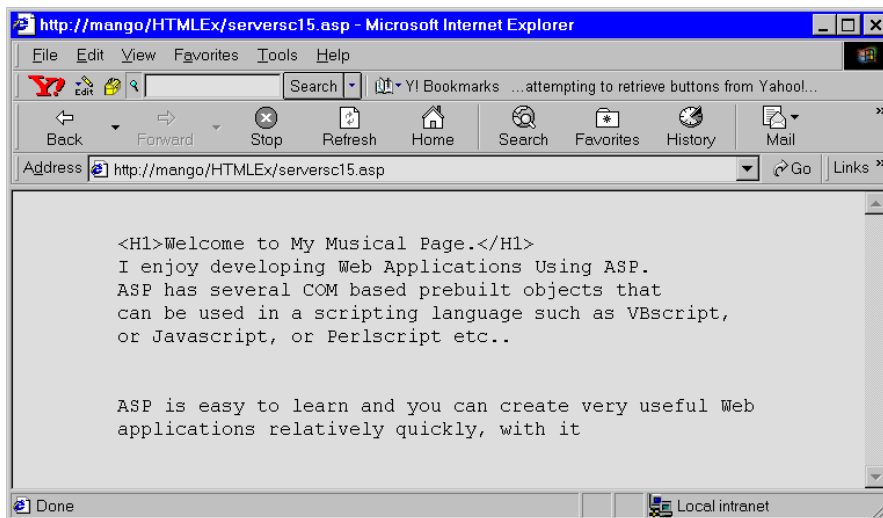 http://mango/HTMLEx/serversc15.asp - Microsoft Internet Explorer
File Edit View Favorites Tools Help
Y! Edit Search Y! Bookmarks ...attempting to retrieve buttons from Yahoo!...
Back Forward Stop Refresh Home Search Favorites History Mail »
Address http://mango/HTMLEx/serversc15.asp Go Links »
<H1>Welcome to My Musical Page.</H1>
I enjoy developing Web Applications Using ASP.
ASP has several COM based prebuilt objects that
can be used in a scripting language such as VBscript,
or Javascript, or Perlscript etc..
ASP is easy to learn and you can create very useful Web
applications relatively quickly, with it
Done Local intranet